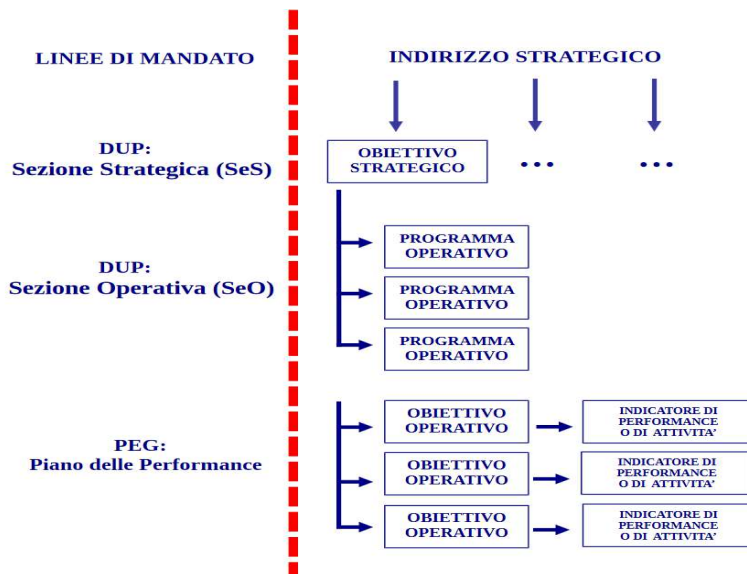 LINEE DI MANDATO
INDIRIZZO STRATEGICO
DUP:
Sezione Strategica (SeS)
OBIETTIVO
STRATEGICO
...
...
DUP:
Sezione Operativa (SeO)
PROGRAMMA
OPERATIVO
PROGRAMMA
OPERATIVO
PROGRAMMA
OPERATIVO
PEG:
Piano delle Performance
OBIETTIVO
OPERATIVO
INDICATORE DI
PERFORMANCE
O DI ATTIVITA'
OBIETTIVO
OPERATIVO
INDICATORE DI
PERFORMANCE
O DI ATTIVITA'
OBIETTIVO
OPERATIVO
INDICATORE DI
PERFORMANCE
O DI ATTIVITA'